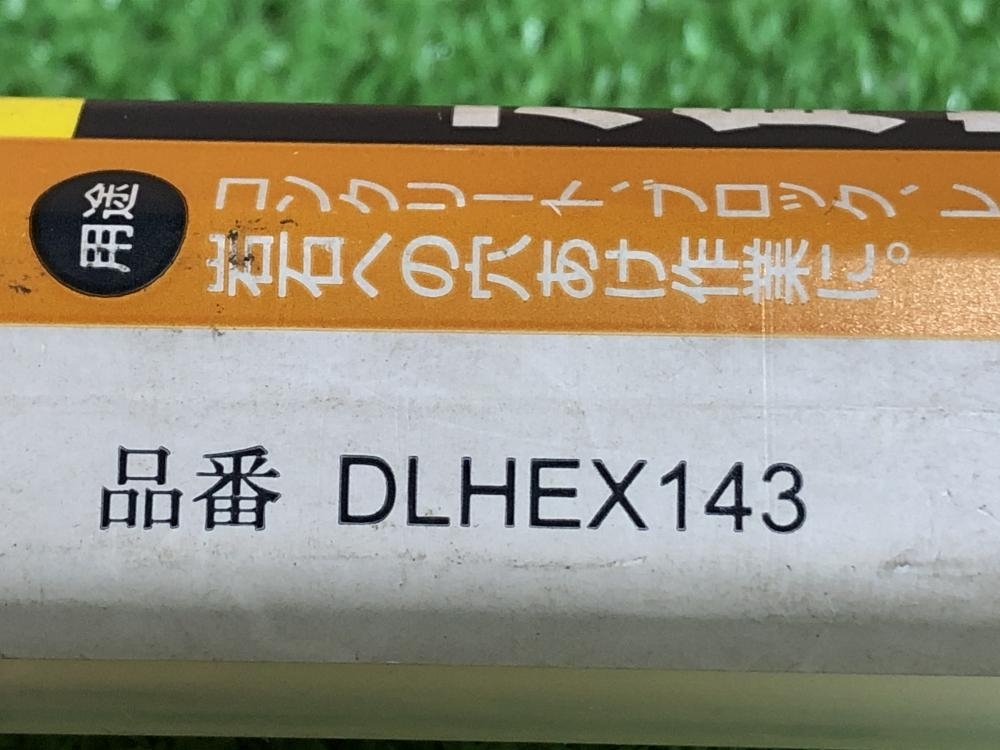 用途
コンクリート、ブロック、レ
岩石への穴あけ作業に。
品番 DLHEX143